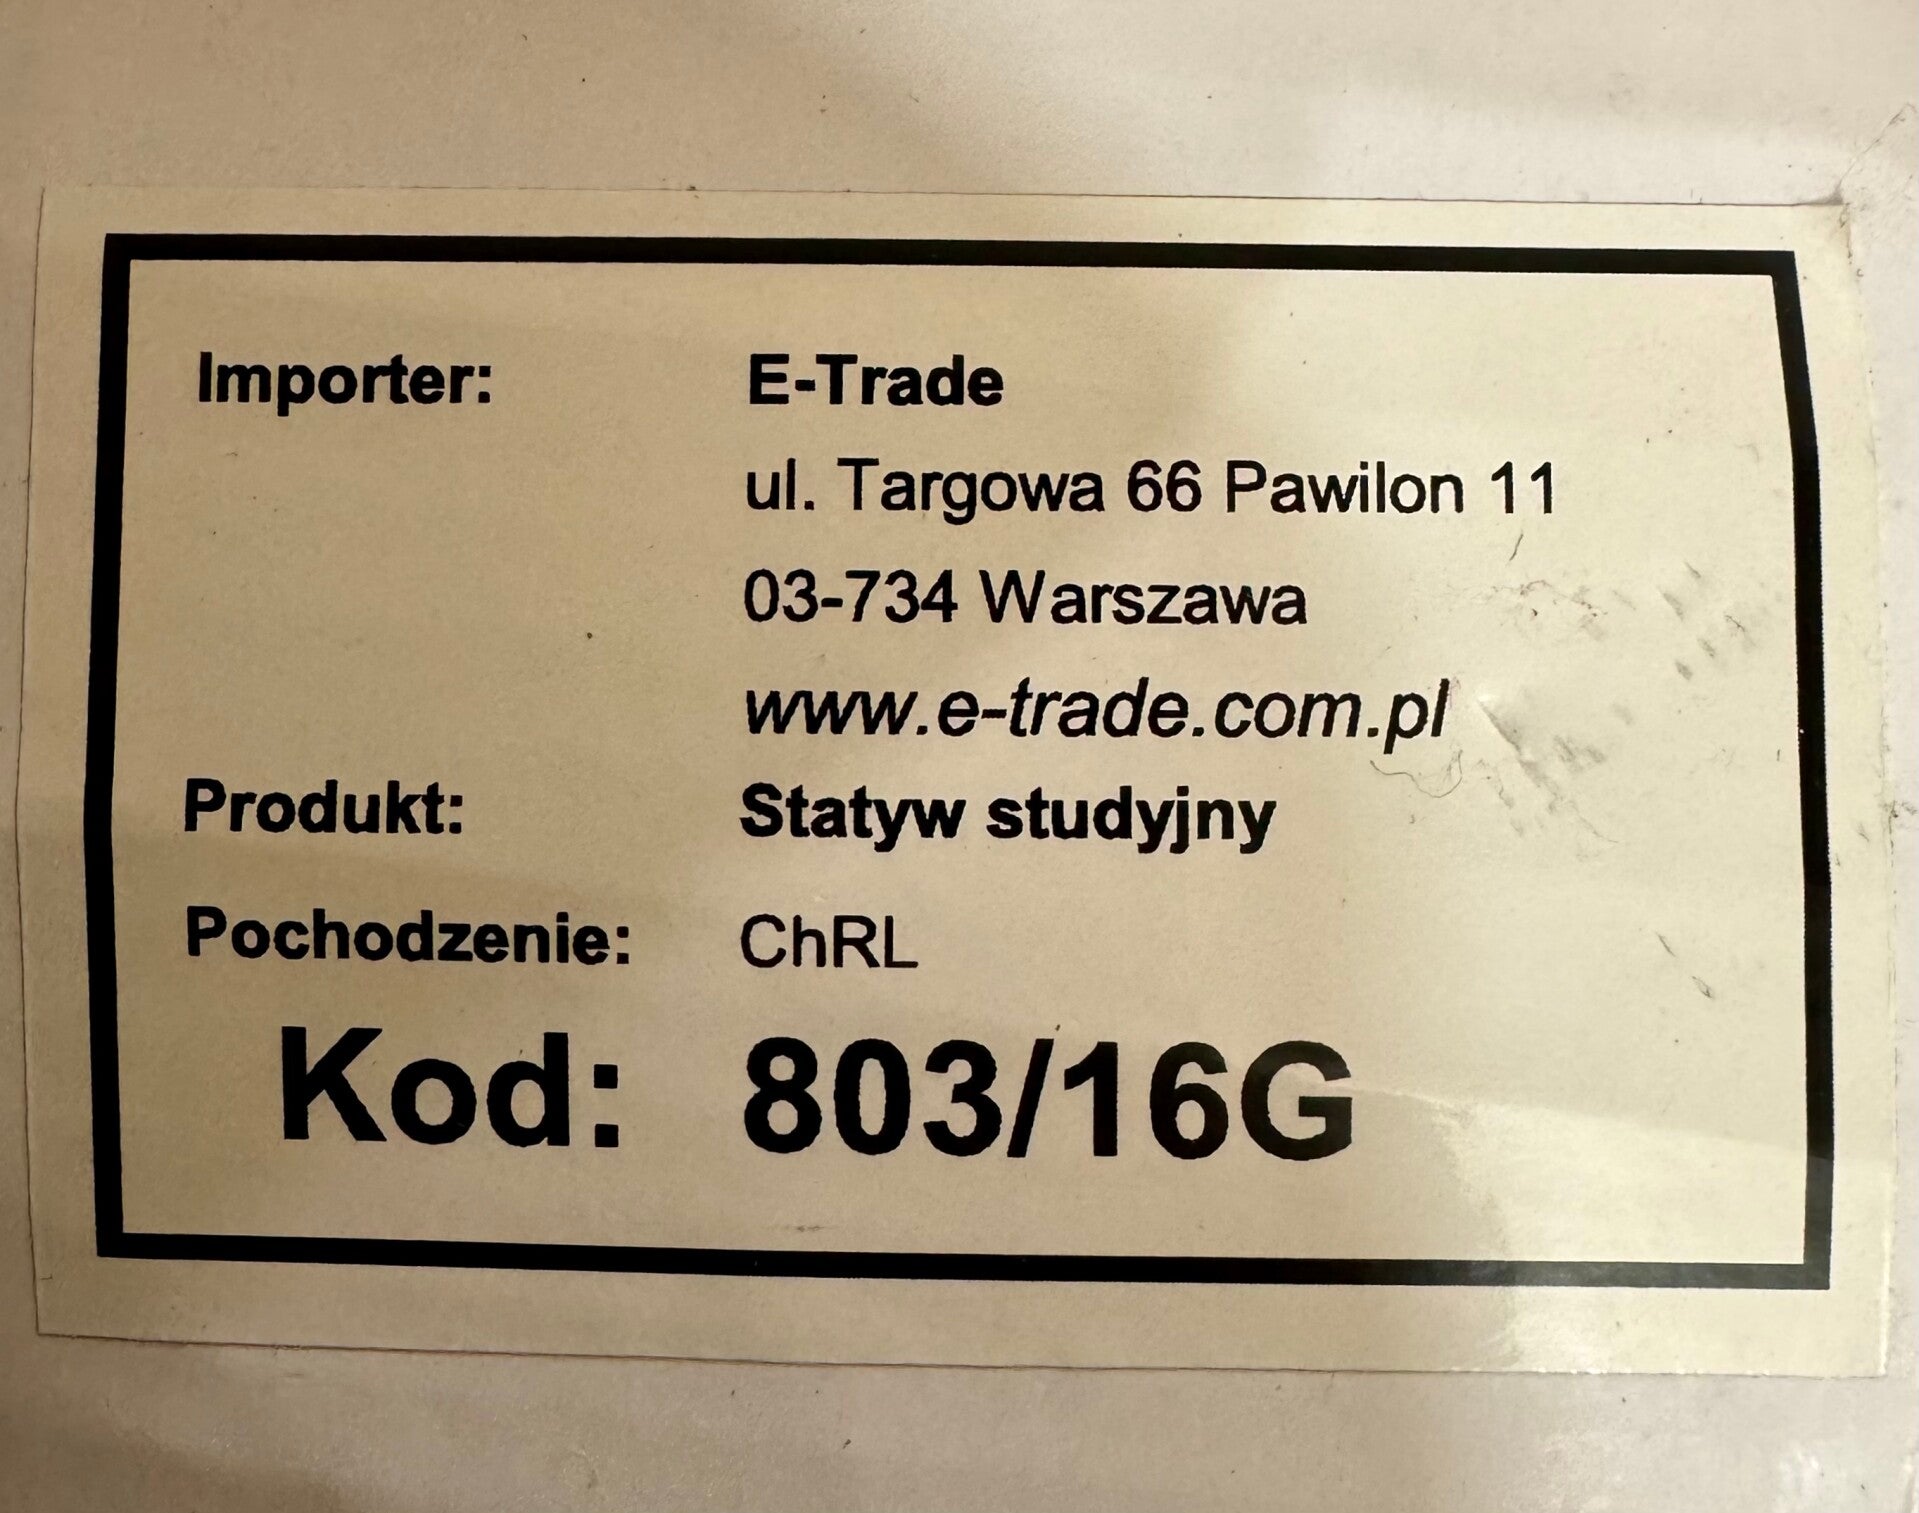 Importer: E-Trade
ul. Targowa 66 Pawilon 11
03-734 Warszawa
www.e-trade.com.pl
Produkt: Statyw studyjny
Pochodzenie: ChRL
Kod: 803/16G